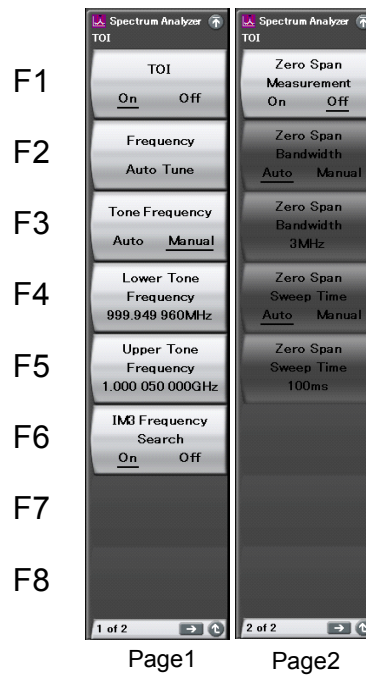 F1
F2
F3
F4
F5
F6
F7
F8
Spectrum Analyzer
TOI
TOI
On Off
Frequency
Auto Tune
Tone Frequency
Auto Manual
Lower Tone
Frequency
999.949 960MHz
Upper Tone
Frequency
1.000 050 000GHz
IM3 Frequency
Search
On Off
1 of 2
Page1
Spectrum Analyzer
TOI
Zero Span
Measurement
On Off
Zero Span
Bandwidth
Auto Manual
Zero Span
Bandwidth
3MHz
Zero Span
Sweep Time
Auto Manual
Zero Span
Sweep Time
100ms
2 of 2
Page2